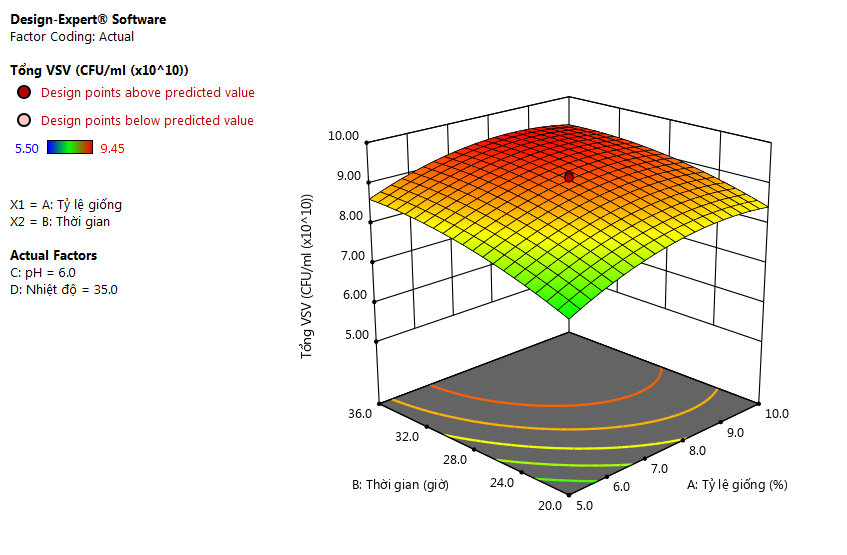 Design-Expert® Software
Factor Coding: Actual
Tổng VSV (CFU/ml (x10^10))
Design points above predicted value
Design points below predicted value
5.50 9.45
X1 = A: Tỷ lệ giống
X2 = B: Thời gian
Actual Factors
C: pH = 6.0
D: Nhiệt độ = 35.0
Tổng VSV (CFU/ml (x10^10))
10.00
9.00
8.00
7.00
6.00
5.00
36.0
32.0
28.0
24.0
20.0
B: Thời gian (giờ)
5.0
6.0
7.0
8.0
9.0
10.0
A: Tỷ lệ giống (%)